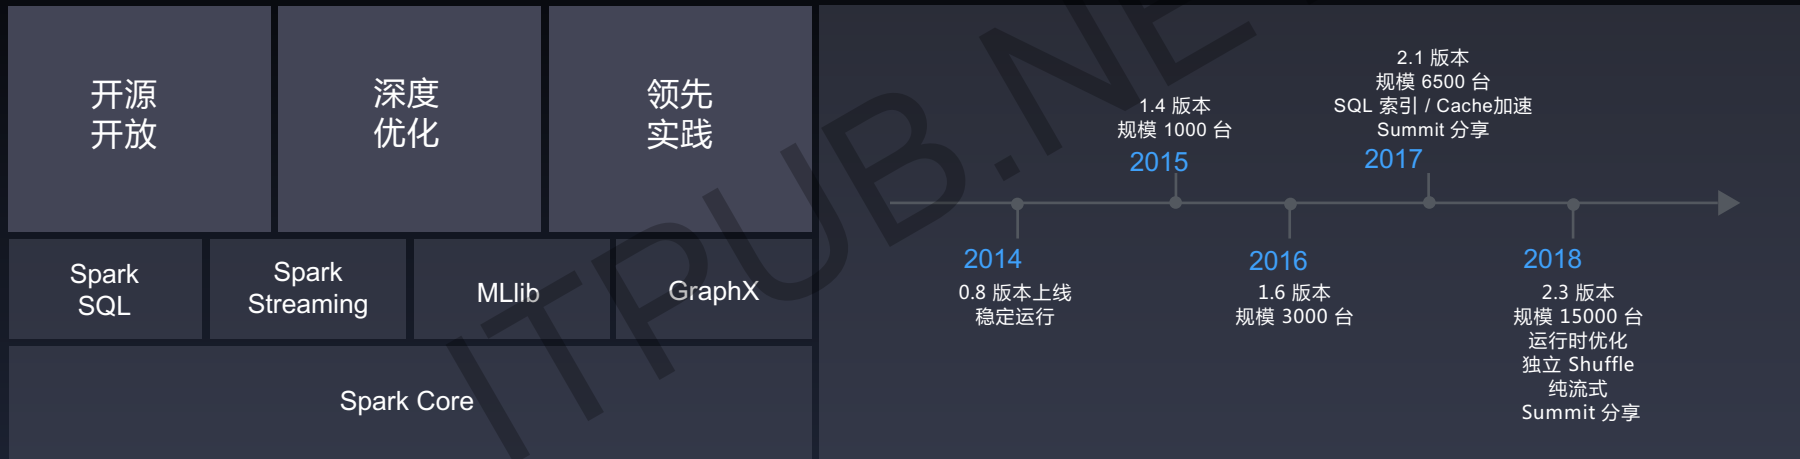 开源
开放
深度
优化
领先
实践
Spark
SQL
Spark
Streaming
MLlib
GraphX
Spark Core
2014
0.8 版本上线
稳定运行
1.4 版本
规模 1000 台
2015
2016
1.6 版本
规模 3000 台
2.1 版本
规模 6500 台
SQL 索引 / Cache加速
Summit 分享
2017
2018
2.3 版本
规模 15000 台
运行时优化
独立 Shuffle
纯流式
Summit 分享
ITPUB.NE